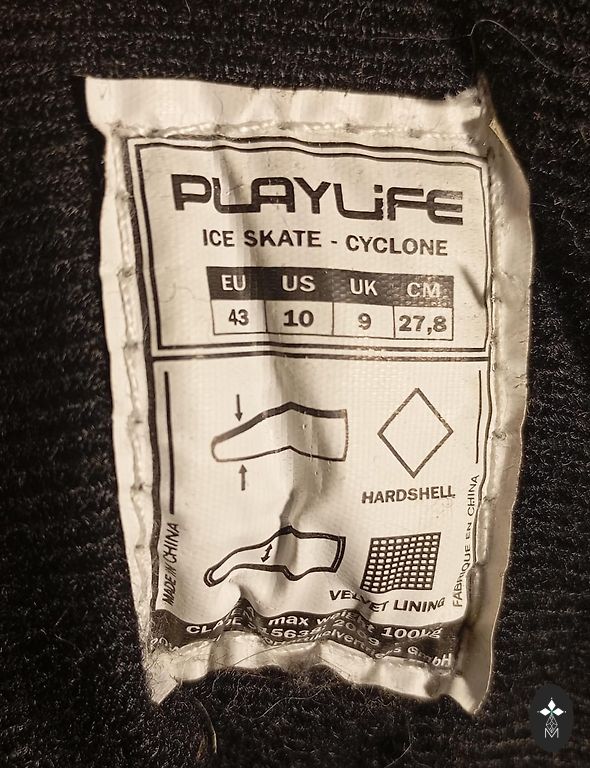 PLAYLiFE
ICE SKATE - CYCLONE
EU US UK CM
43 10 9 27,8
HARDSHELL
VELVET LINING
MADE IN CHINA
FABRIQUE EN CHINA
max weight 100kg
GmbH
M